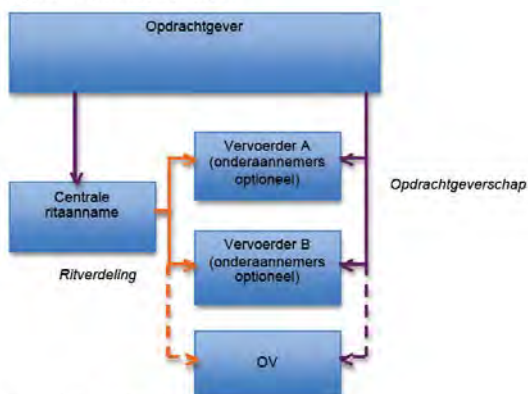 Opdrachtgever
Vervoerder A
(onderaannemers
optioneel)
Opdrachtgeverschap
Centrale
ritaanname
Vervoerder B
(onderaannemers
optioneel)
Ritverdeling
OV